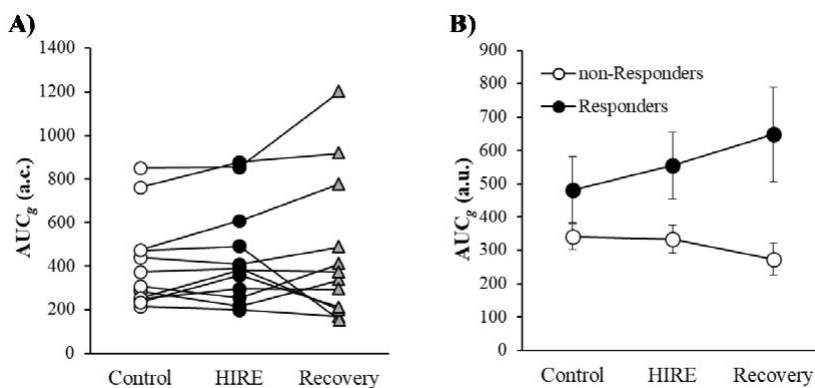 A)
AUCg (a.c.)
1400
1200
1000
800
600
400
200
0
Control HIRE Recovery
B)
AUCg (a.u.)
900
800
700
600
500
400
300
200
100
0
non-Responders
Responders
Control HIRE Recovery